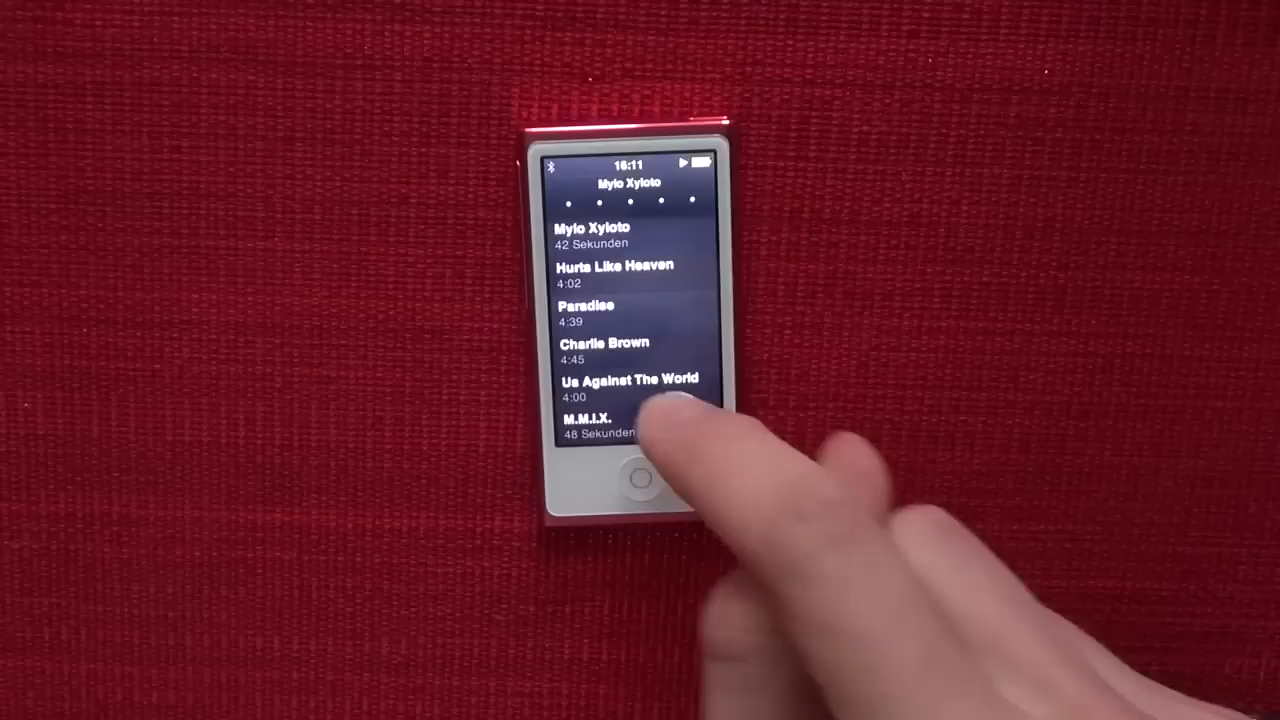 16:11
Mylo Xyloto
Mylo Xyloto
42 Sekunden
Hurts Like Heaven
4:02
Paradise
4:39
Charlie Brown
4:45
Us Against The World
4:00
M.M.I.X.
48 Sekunden